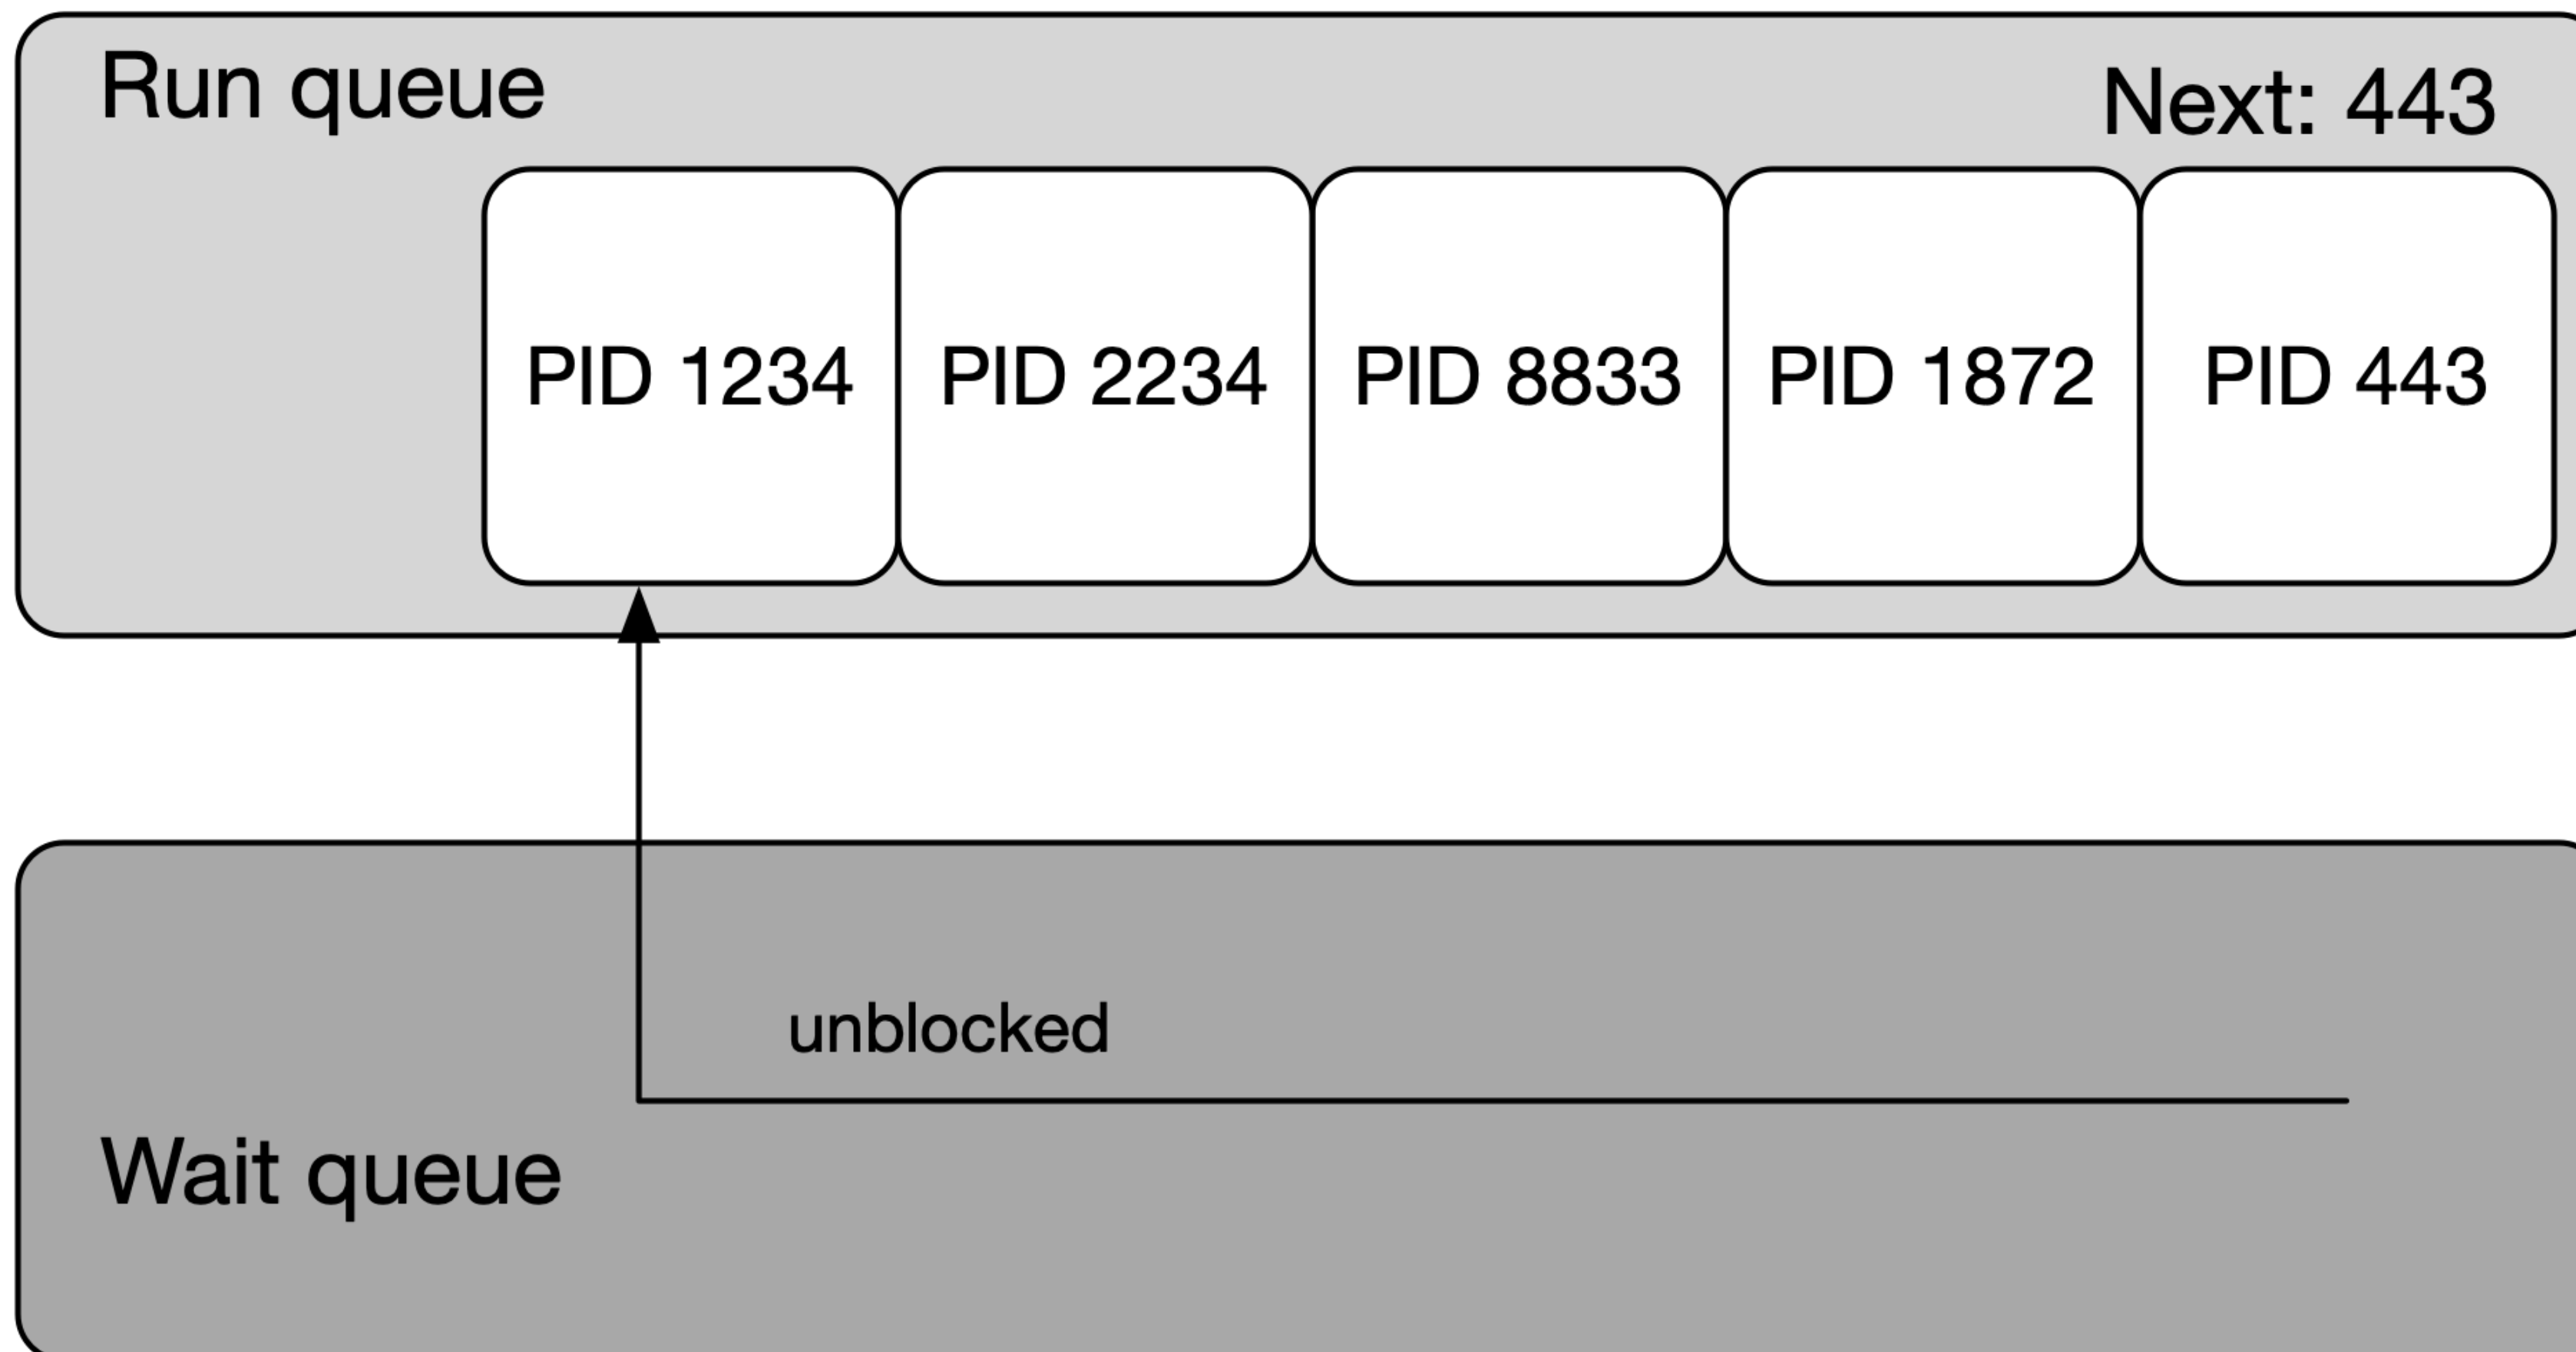 Run queue
Next: 443
PID 1234
PID 2234
PID 8833
PID 1872
PID 443
unblocked
Wait queue